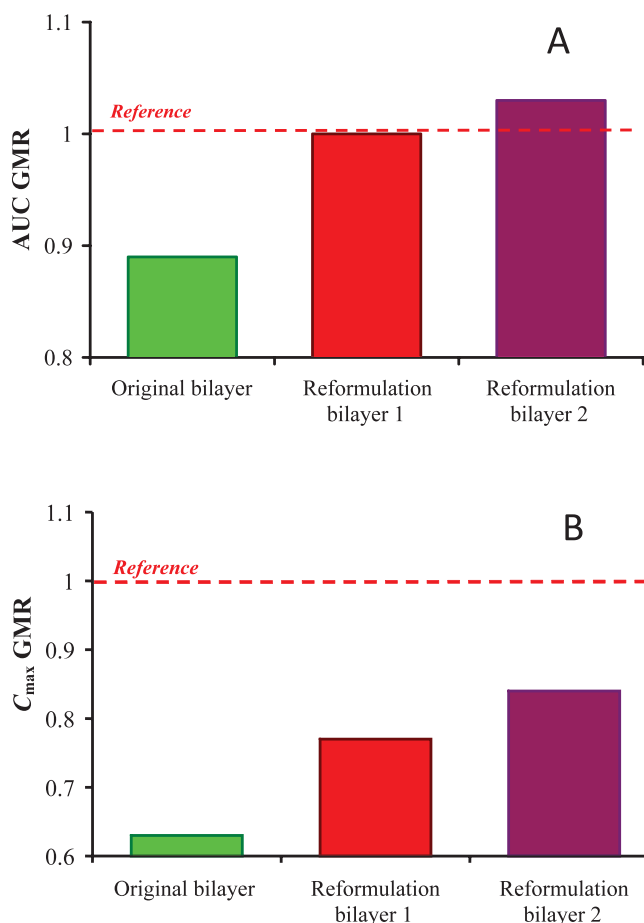 1.1
A
Reference
1
AUC GMR
0.9
0.8
Original bilayer
Reformulation
bilayer 1
Reformulation
bilayer 2
1.1
B
Reference
1
0.9
Cmax GMR
0.8
0.7
0.6
Original bilayer
Reformulation
bilayer 1
Reformulation
bilayer 2